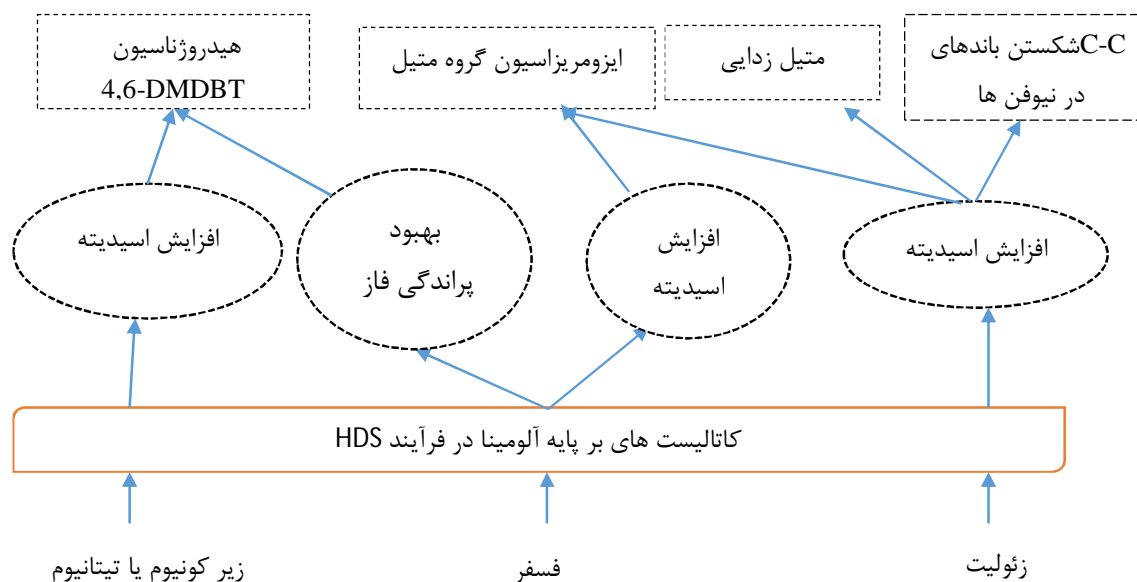 شکستن باندهای C-C
در نیوفن ها
متیل زدایی
ایزومریزاسیون گروه متیل
هیدروژناسیون
4,6-DMDBT
افزایش اسیدیته
افزایش
اسیدیته
بهبود
پراندگی فاز
افزایش اسیدیته
کاتالیست های بر پایه آلومینا در فرآیند HDS
زئولیت
فسفر
زیر کونیوم یا تیتانیوم